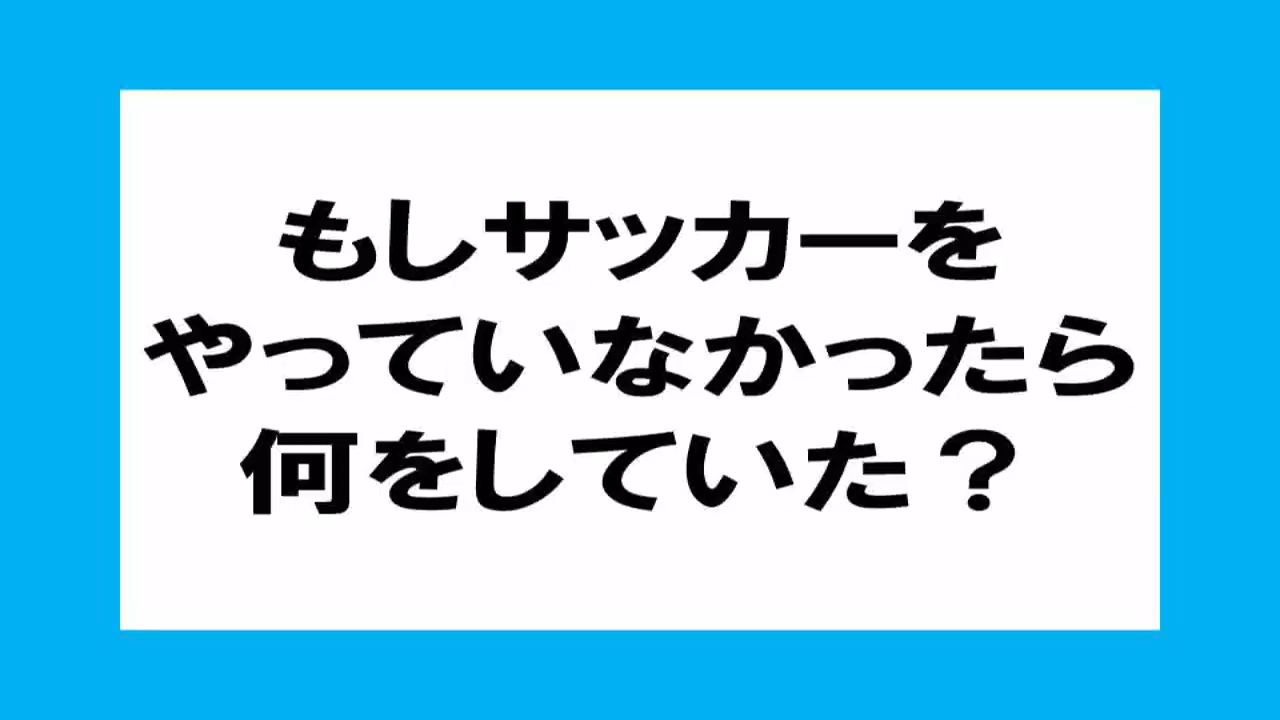 もしサッカーを
やっていなかったら
何をしていた？